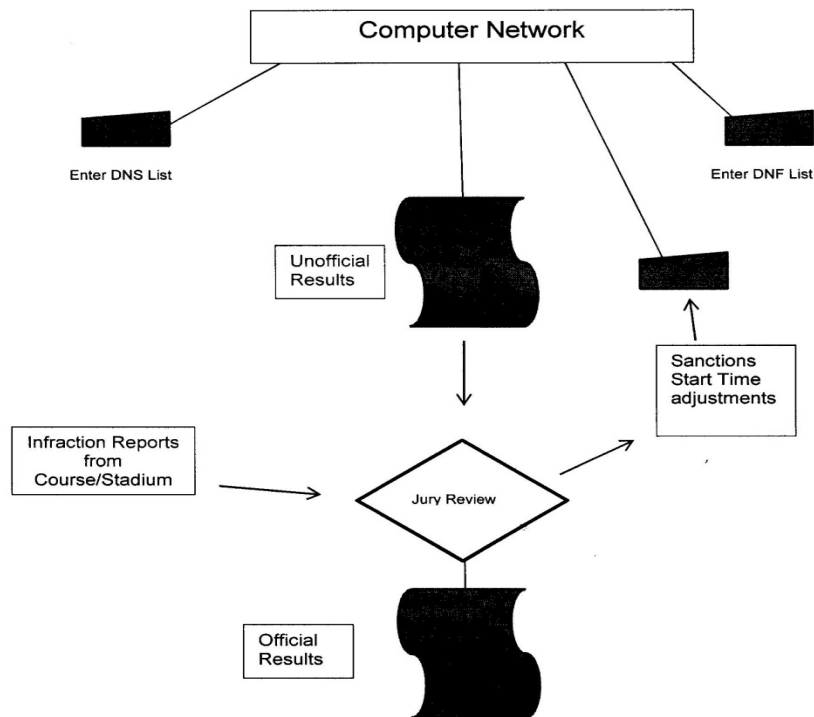 Computer Network
Enter DNS List
Enter DNF List
Unofficial
Results
Sanctions
Start Time
adjustments
Infraction Reports
from
Course/Stadium
Jury Review
Official
Results